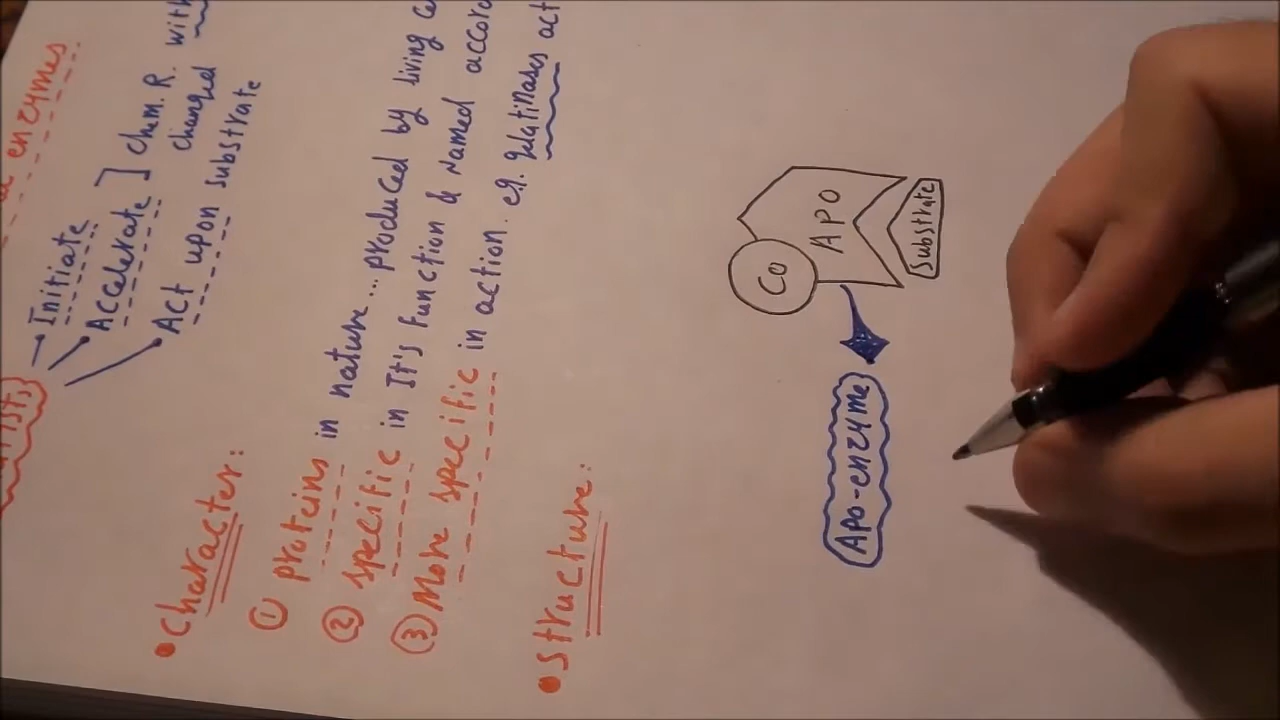 enzymes
Initiate
Accelerate ] Chem. R. with
changed
Act upon substrate
• Character:
① proteins in nature... produced by living
② specific in It's function & Named
③ More specific in action. eg. gelatinases act
• Structure:
CO
APO
Substrate
Apo-enzyme